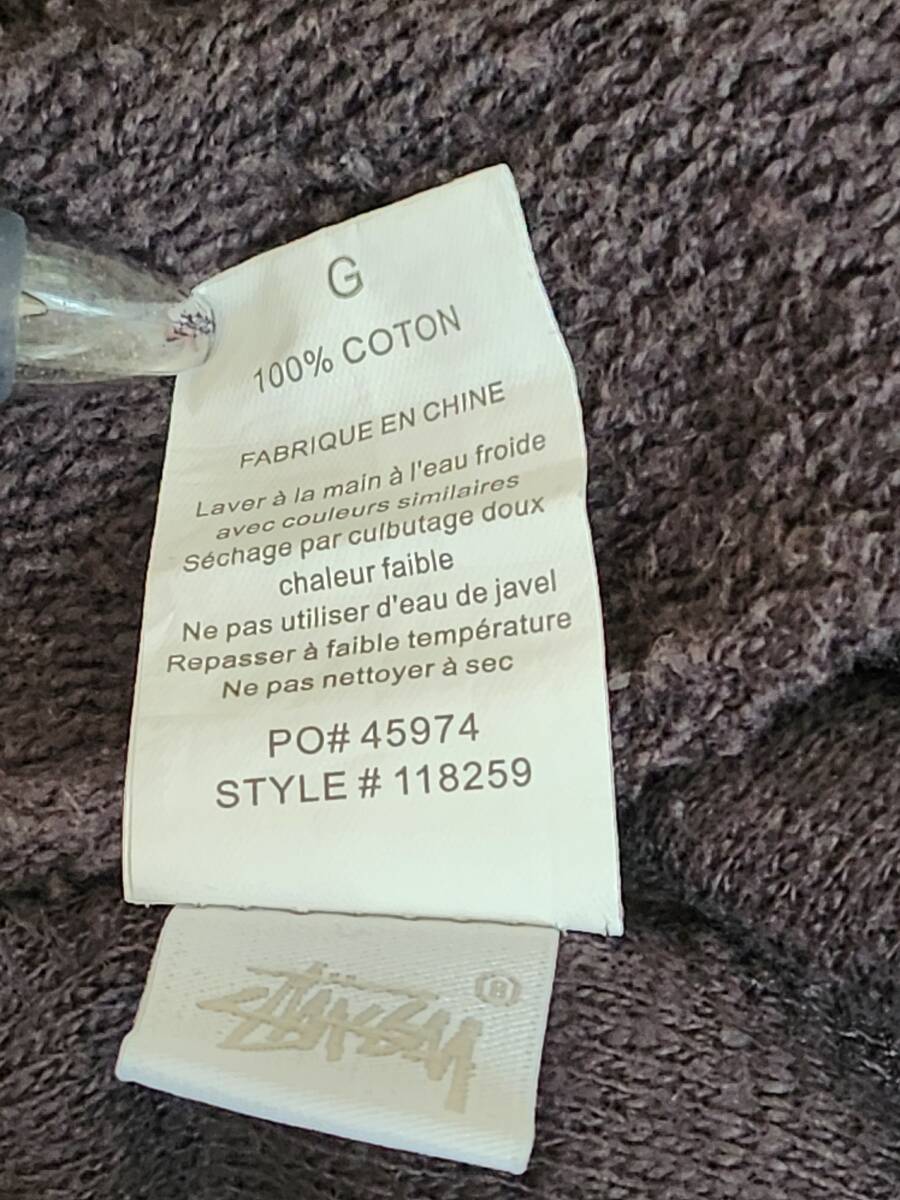 G
100% COTON
FABRIQUE EN CHINE
Laver à la main à l'eau froide
avec couleurs similaires
Séchage par culbutage doux
chaleur faible
Ne pas utiliser d'eau de javel
Repasser à faible température
Ne pas nettoyer à sec
PO# 45974
STYLE # 118259
Stüssy
®